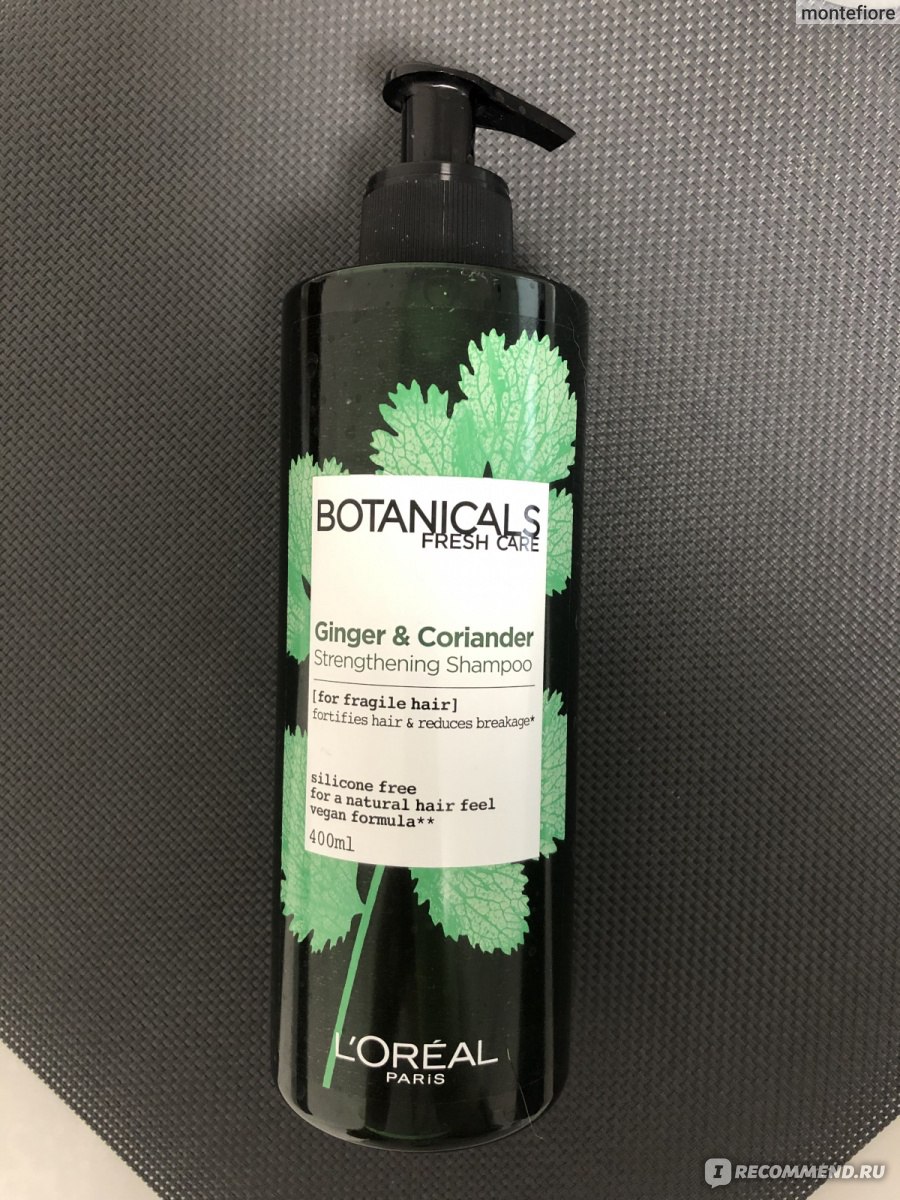 montefiore
BOTANICALS
FRESH CARE
Ginger & Coriander
Strengthening Shampoo
[for fragile hair]
fortifies hair & reduces breakage*
silicone free
for a natural hair feel
vegan formula**
400ml
L'ORÉAL
PARIS
I RECOMMEND.RU